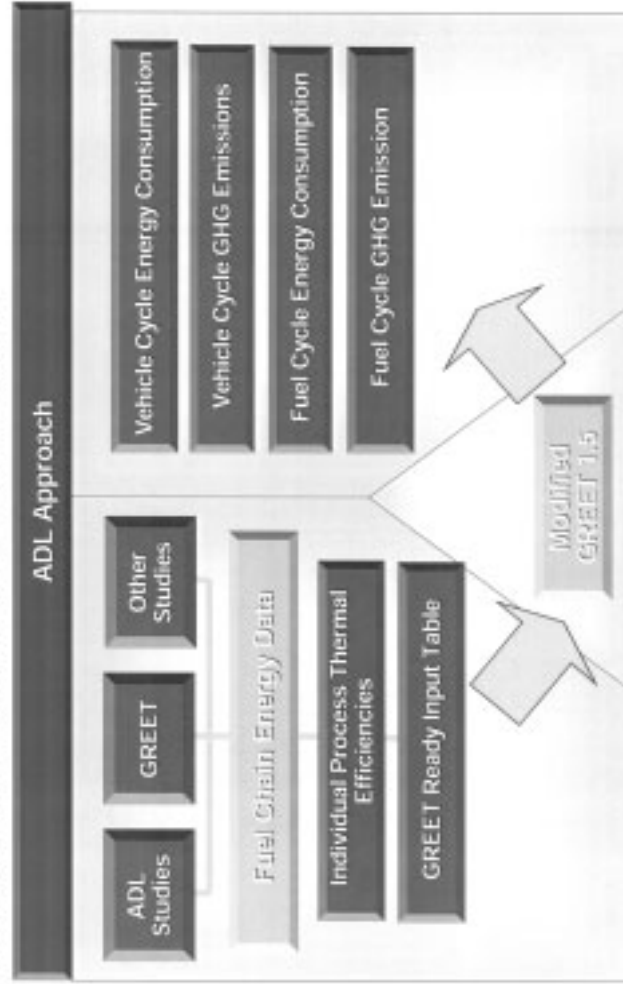 ADL Approach
ADL
Studies
GREET
Other
Studies
Fuel Chain Energy Data
Individual Process Thermal
Efficiencies
GREET Ready Input Table
Modified
GREET 1.5
Vehicle Cycle Energy Consumption
Vehicle Cycle GHG Emissions
Fuel Cycle Energy Consumption
Fuel Cycle GHG Emission